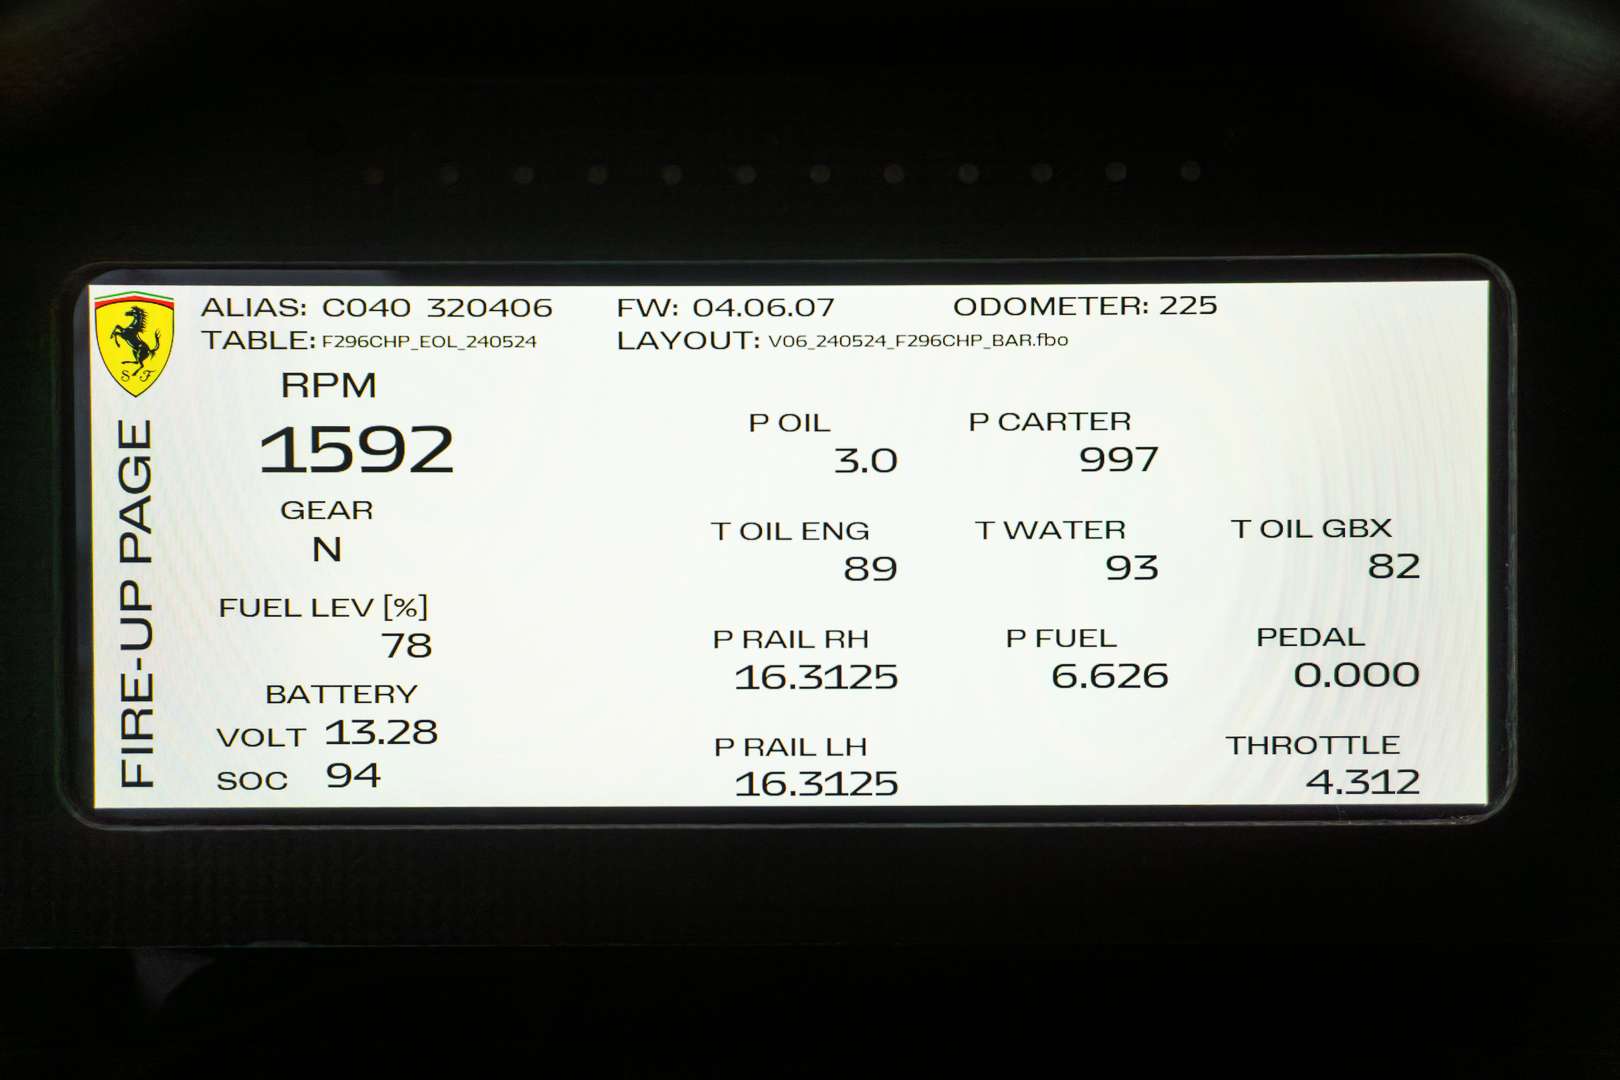 ALIAS: C040 320406 FW: 04.06.07 ODOMETER: 225
TABLE: F296CHP_EOL_240524 LAYOUT: V06_240524_F296CHP_BAR.fbo
S F
FIRE-UP PAGE
RPM
1592
GEAR
N
FUEL LEV [%]
78
BATTERY
VOLT 13.28
SOC 94
P OIL P CARTER
3.0 997
T OIL ENG T WATER T OIL GBX
89 93 82
P RAIL RH P FUEL PEDAL
16.3125 6.626 0.000
P RAIL LH THROTTLE
16.3125 4.312